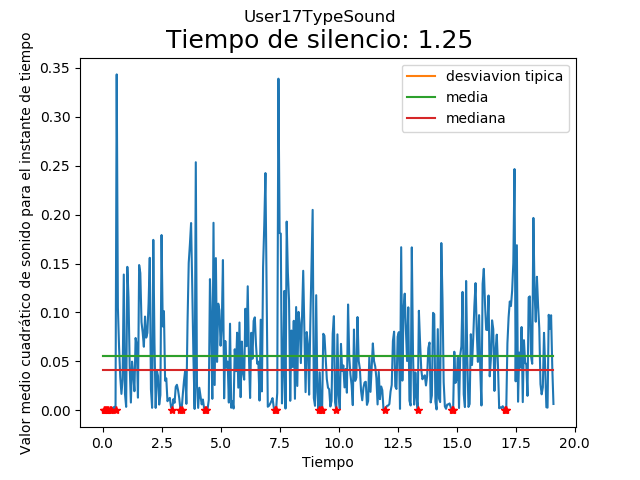 User17TypeSound
Tiempo de silencio: 1.25
Valor medio cuadrático de sonido para el instante de tiempo
0.35
0.30
0.25
0.20
0.15
0.10
0.05
0.00
desviavion tipica
media
mediana
0.0 2.5 5.0 7.5 10.0 12.5 15.0 17.5 20.0
Tiempo